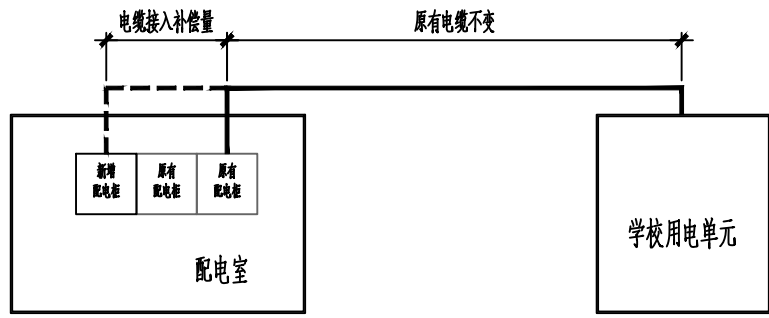 电缆接入补偿量
原有电缆不变
新增
配电柜
原有
配电柜
原有
配电柜
配电室
学校用电单元